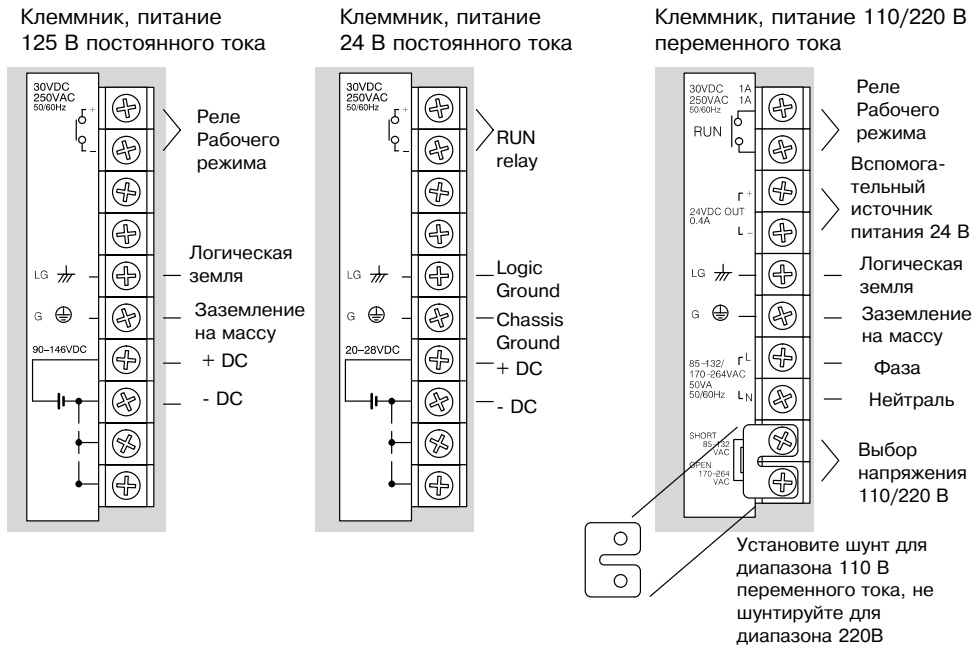 Клеммник, питание
125 В постоянного тока
30VDC
250VAC
50/60Hz
+
–
Реле
Рабочего
режима
LG
Логическая
земля
G
Заземление
на массу
90–146VDC
+ DC
- DC
Клеммник, питание
24 В постоянного тока
30VDC
250VAC
50/60Hz
+
–
RUN
relay
LG
Logic
Ground
G
Chassis
Ground
20–28VDC
+ DC
- DC
Клеммник, питание 110/220 В
переменного тока
30VDC 1A
250VAC 1A
50/60Hz
RUN
Реле
Рабочего
режима
+
24VDC OUT
0.4A
–
Вспомога-
тельный
источник
питания 24 В
LG
Логическая
земля
G
Заземление
на массу
L
85–132/
170–264VAC
50VA
50/60Hz
N
Фаза
Нейтраль
SHORT
85–132
VAC
OPEN
170–264
VAC
Выбор
напряжения
110/220 В
Установите шунт для
диапазона 110 В
переменного тока, не
шунтируйте для
диапазона 220В